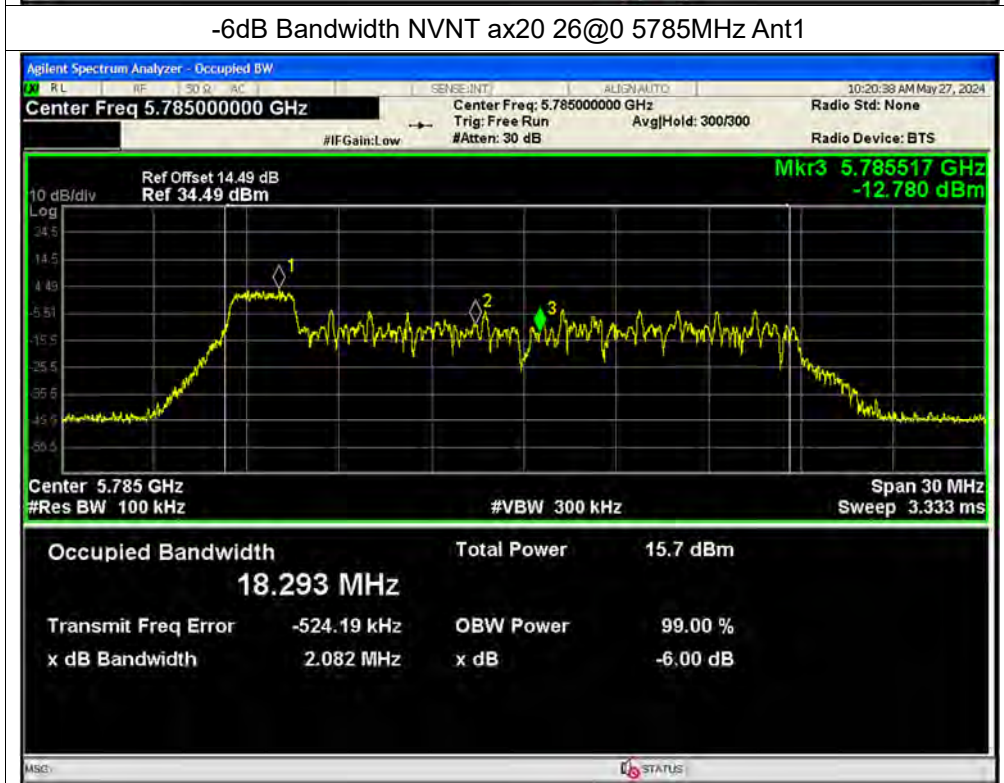 -6dB Bandwidth NVNT ax20 26@0 5785MHz Ant1
Agilent Spectrum Analyzer - Occupied BW
RL RF 50 Ω AC SENSE:INT ALIGN AUTO 10:20:38 AM May 27, 2024
Center Freq 5.785000000 GHz Center Freq: 5.785000000 GHz Radio Std: None
Trig: Free Run Avg|Hold: 300/300
#IFGain:Low #Atten: 30 dB Radio Device: BTS
Mkr3 5.785517 GHz
-12.780 dBm
Ref Offset 14.49 dB
10 dB/div Ref 34.49 dBm
Log
24.5
14.5
4.49
-5.51
-15.5
-25.5
-35.5
-45.5
-55.5
1
2
3
Center 5.785 GHz Span 30 MHz
#Res BW 100 kHz #VBW 300 kHz Sweep 3.333 ms
Occupied Bandwidth Total Power 15.7 dBm
18.293 MHz
Transmit Freq Error -524.19 kHz OBW Power 99.00 %
x dB Bandwidth 2.082 MHz x dB -6.00 dB
MSG STATUS